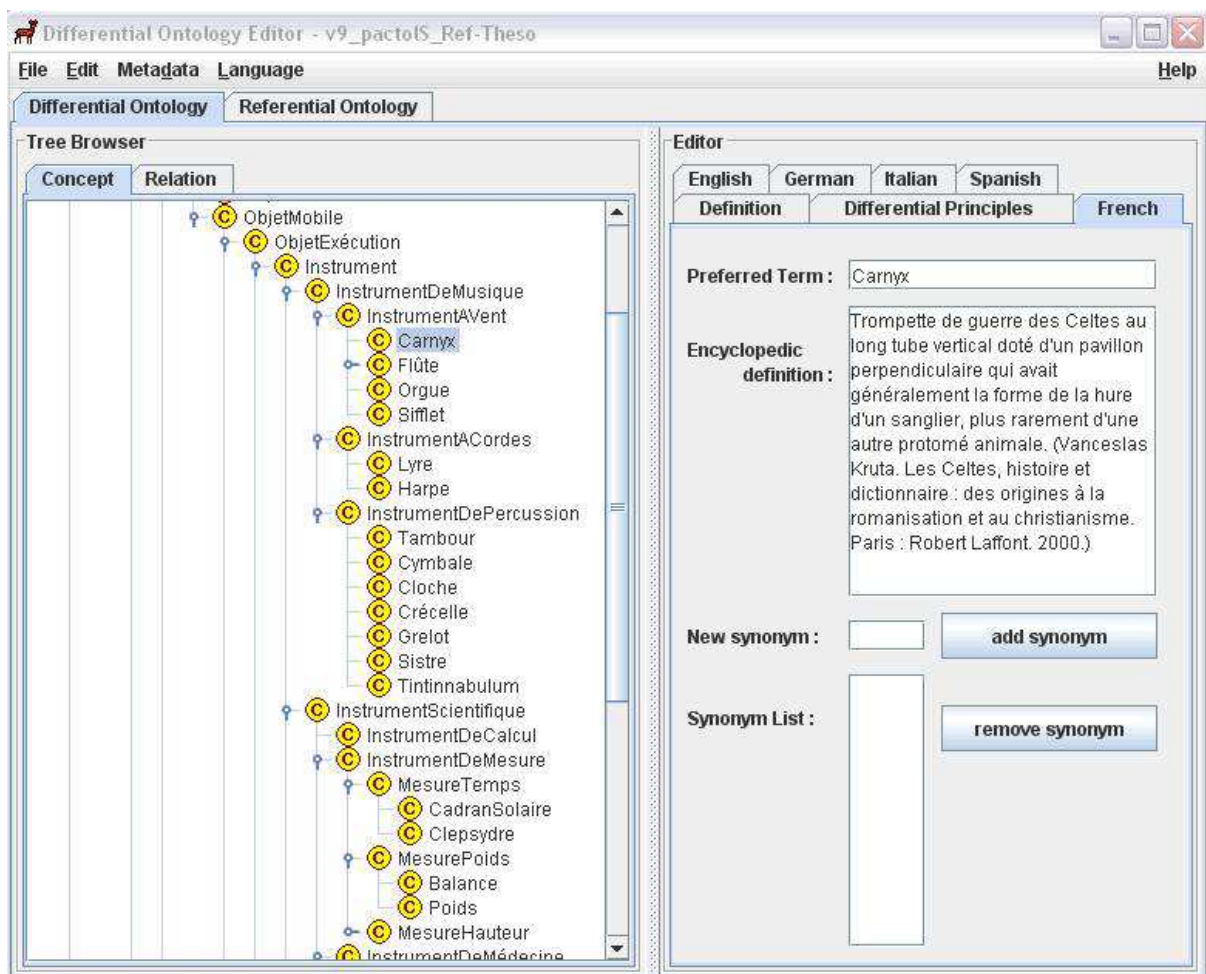 Differential Ontology Editor - v9_pactolS_Ref-Theso
File Edit Metadata Language Help
Differential Ontology Referential Ontology
Tree Browser
Concept Relation
C ObjetMobile
C ObjetExécution
C Instrument
C InstrumentDeMusique
C InstrumentAVent
C Carnyx
C Flûte
C Orgue
C Sifflet
C InstrumentACordes
C Lyre
C Harpe
C InstrumentDePercussion
C Tambour
C Cymbale
C Cloche
C Crécelle
C Grelot
C Sistre
C Tintinnabulum
C InstrumentScientifique
C InstrumentDeCalcul
C InstrumentDeMesure
C MesureTemps
C CadranSolaire
C Clepsydre
C MesurePoids
C Balance
C Poids
C MesureHauteur
C InstrumentDeMédecine
Editor
English German Italian Spanish
Definition Differential Principles French
Preferred Term : Carnyx
Encyclopedic
definition :
Trompette de guerre des Celtes au
long tube vertical doté d'un pavillon
perpendiculaire qui avait
généralement la forme de la hure
d'un sanglier, plus rarement d'une
autre protomé animale. (Vanceslas
Kruta. Les Celtes, histoire et
dictionnaire : des origines à la
romanisation et au christianisme.
Paris : Robert Laffont. 2000.)
New synonym : add synonym
Synonym List : remove synonym